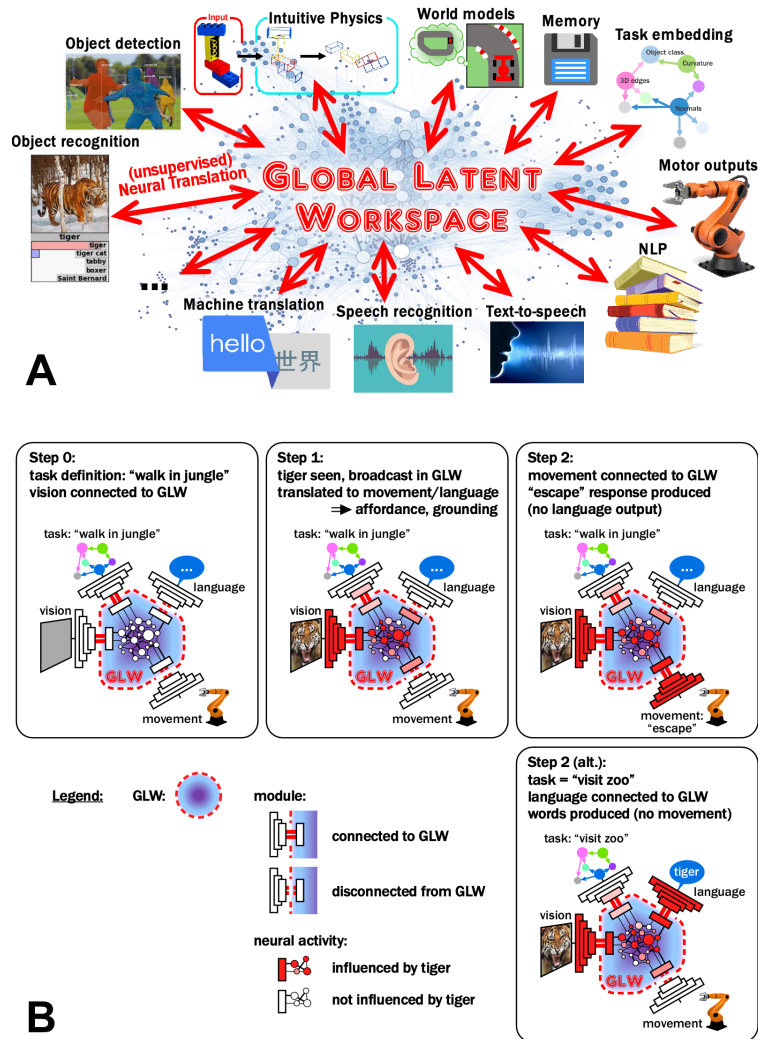 A
Input
Intuitive Physics
World models
Memory
Task embedding
Object class.
Curvature
3D edges
Normals
Object detection
Object recognition
tiger
tiger
tiger cat
tabby
boxer
Saint Bernard
(unsupervised)
Neural Translation
GLOBAL LATENT
WORKSPACE
Motor outputs
NLP
...
Machine translation
hello
世界
Speech recognition
Text-to-speech
Step 0:
task definition: “walk in jungle”
vision connected to GLW
task: “walk in jungle”
...
language
vision
GLW
movement
Step 1:
tiger seen, broadcast in GLW
translated to movement/language
⇒ affordance, grounding
task: “walk in jungle”
...
language
vision
GLW
movement
Step 2:
movement connected to GLW
“escape” response produced
(no language output)
task: “walk in jungle”
...
language
vision
GLW
movement:
“escape”
Step 2 (alt.):
task = “visit zoo”
language connected to GLW
words produced (no movement)
task: “visit zoo”
tiger
language
vision
GLW
movement
Legend:
GLW:
module:
connected to GLW
disconnected from GLW
neural activity:
influenced by tiger
not influenced by tiger
B